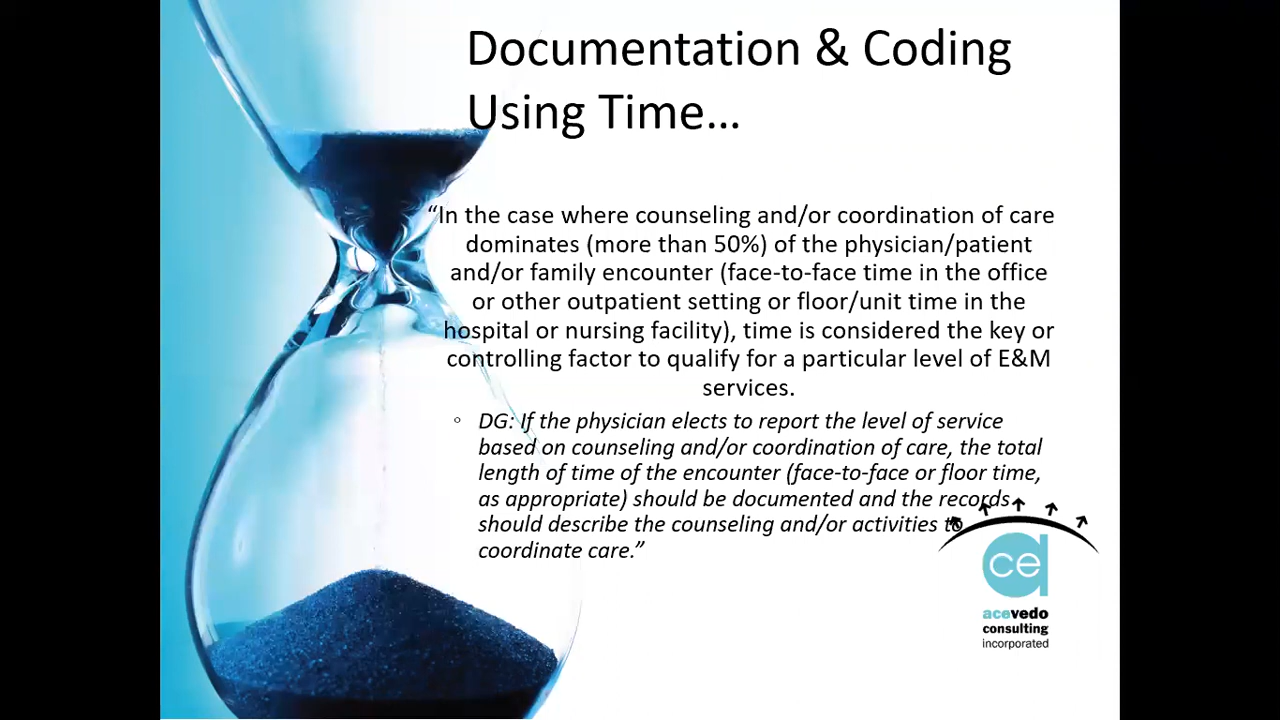 Documentation & Coding
Using Time...
“In the case where counseling and/or coordination of care
dominates (more than 50%) of the physician/patient
and/or family encounter (face-to-face time in the office
or other outpatient setting or floor/unit time in the
hospital or nursing facility), time is considered the key or
controlling factor to qualify for a particular level of E&M
services.
◦ DG: If the physician elects to report the level of service
based on counseling and/or coordination of care, the total
length of time of the encounter (face-to-face or floor time,
as appropriate) should be documented and the records
should describe the counseling and/or activities to
coordinate care.”
ce
acevedo
consulting
incorporated